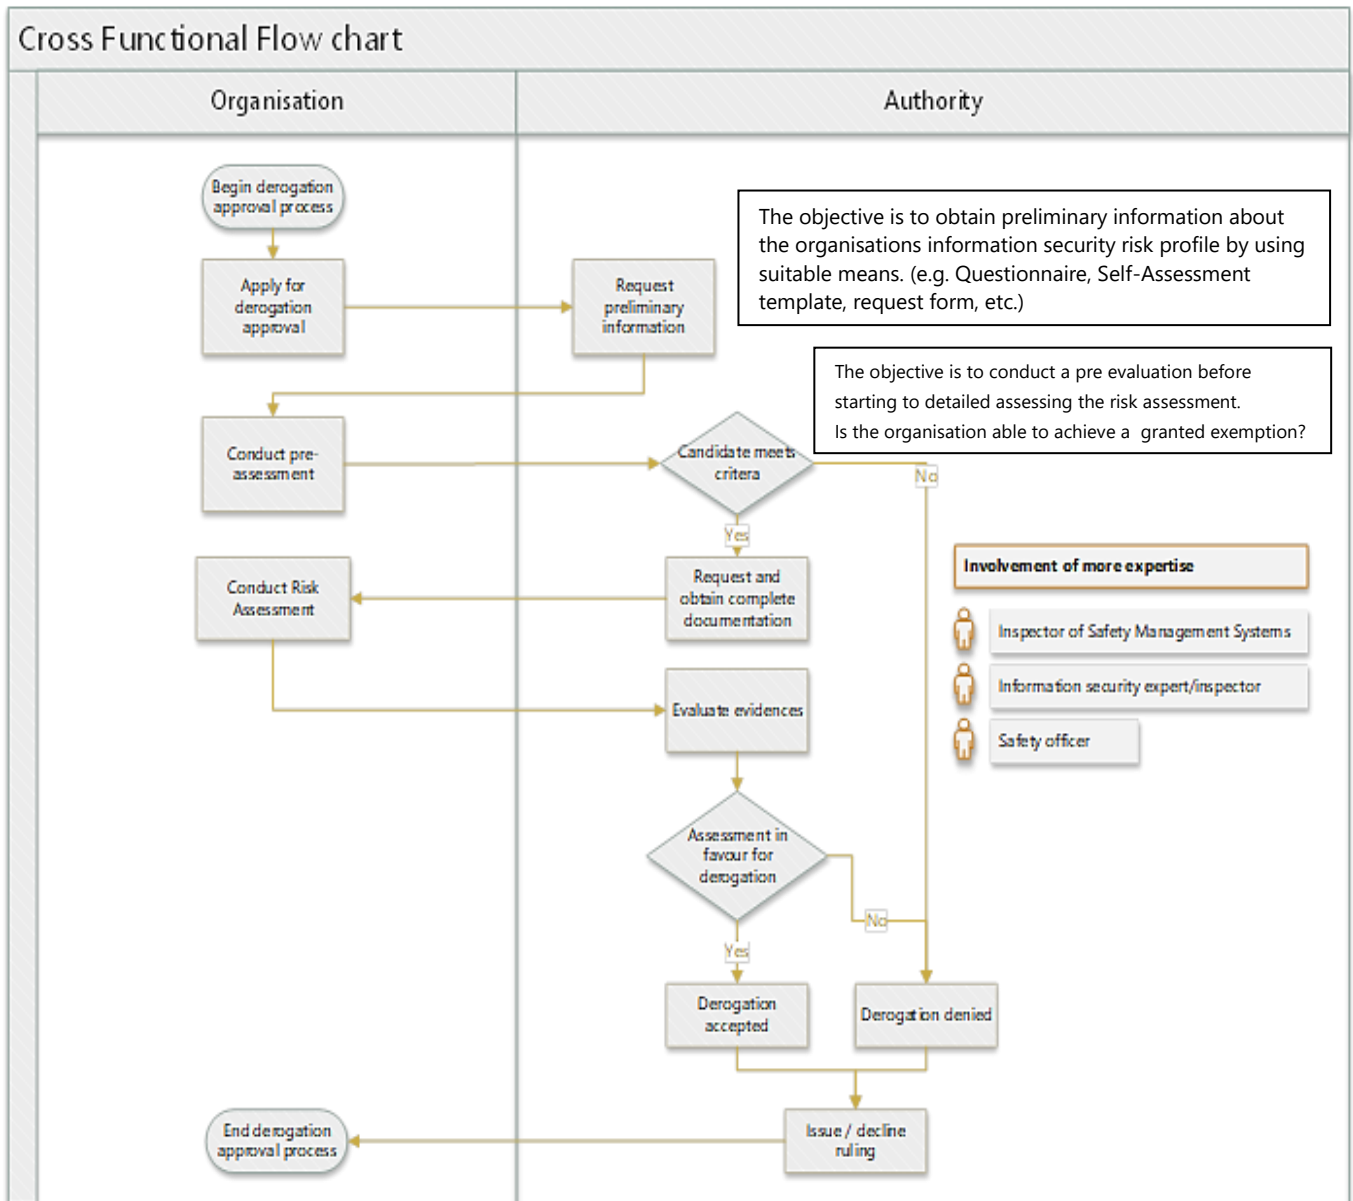 Cross Functional Flow chart
Organisation
Authority
Begin derogation
approval process
The objective is to obtain preliminary information about
the organisations information security risk profile by using
suitable means. (e.g. Questionnaire, Self-Assessment
template, request form, etc.)
Apply for
derogation
approval
Request
preliminary
information
The objective is to conduct a pre evaluation before
starting to detailed assessing the risk assessment.
Is the organisation able to achieve a granted exemption?
Conduct pre-
assessment
Candidate meets
critera
No
Yes
Conduct Risk
Assessment
Request and
obtain complete
documentation
Involvement of more expertise
Inspector of Safety Management Systems
Information security expert/inspector
Safety officer
Evaluate evidences
Assessment in
favour for
derogation
No
Yes
Derogation
accepted
Derogation denied
End derogation
approval process
Issue / decline
ruling